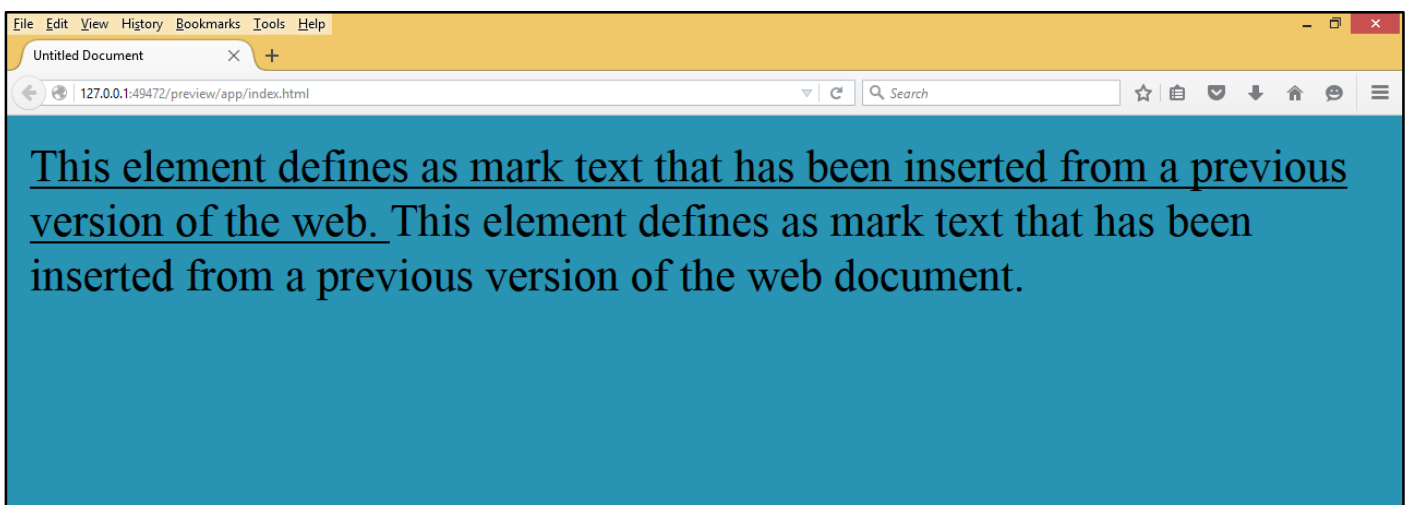 File Edit View History Bookmarks Tools Help
Untitled Document
127.0.0.1:49472/preview/app/index.html Search
This element defines as mark text that has been inserted from a previous
version of the web. This element defines as mark text that has been
inserted from a previous version of the web document.